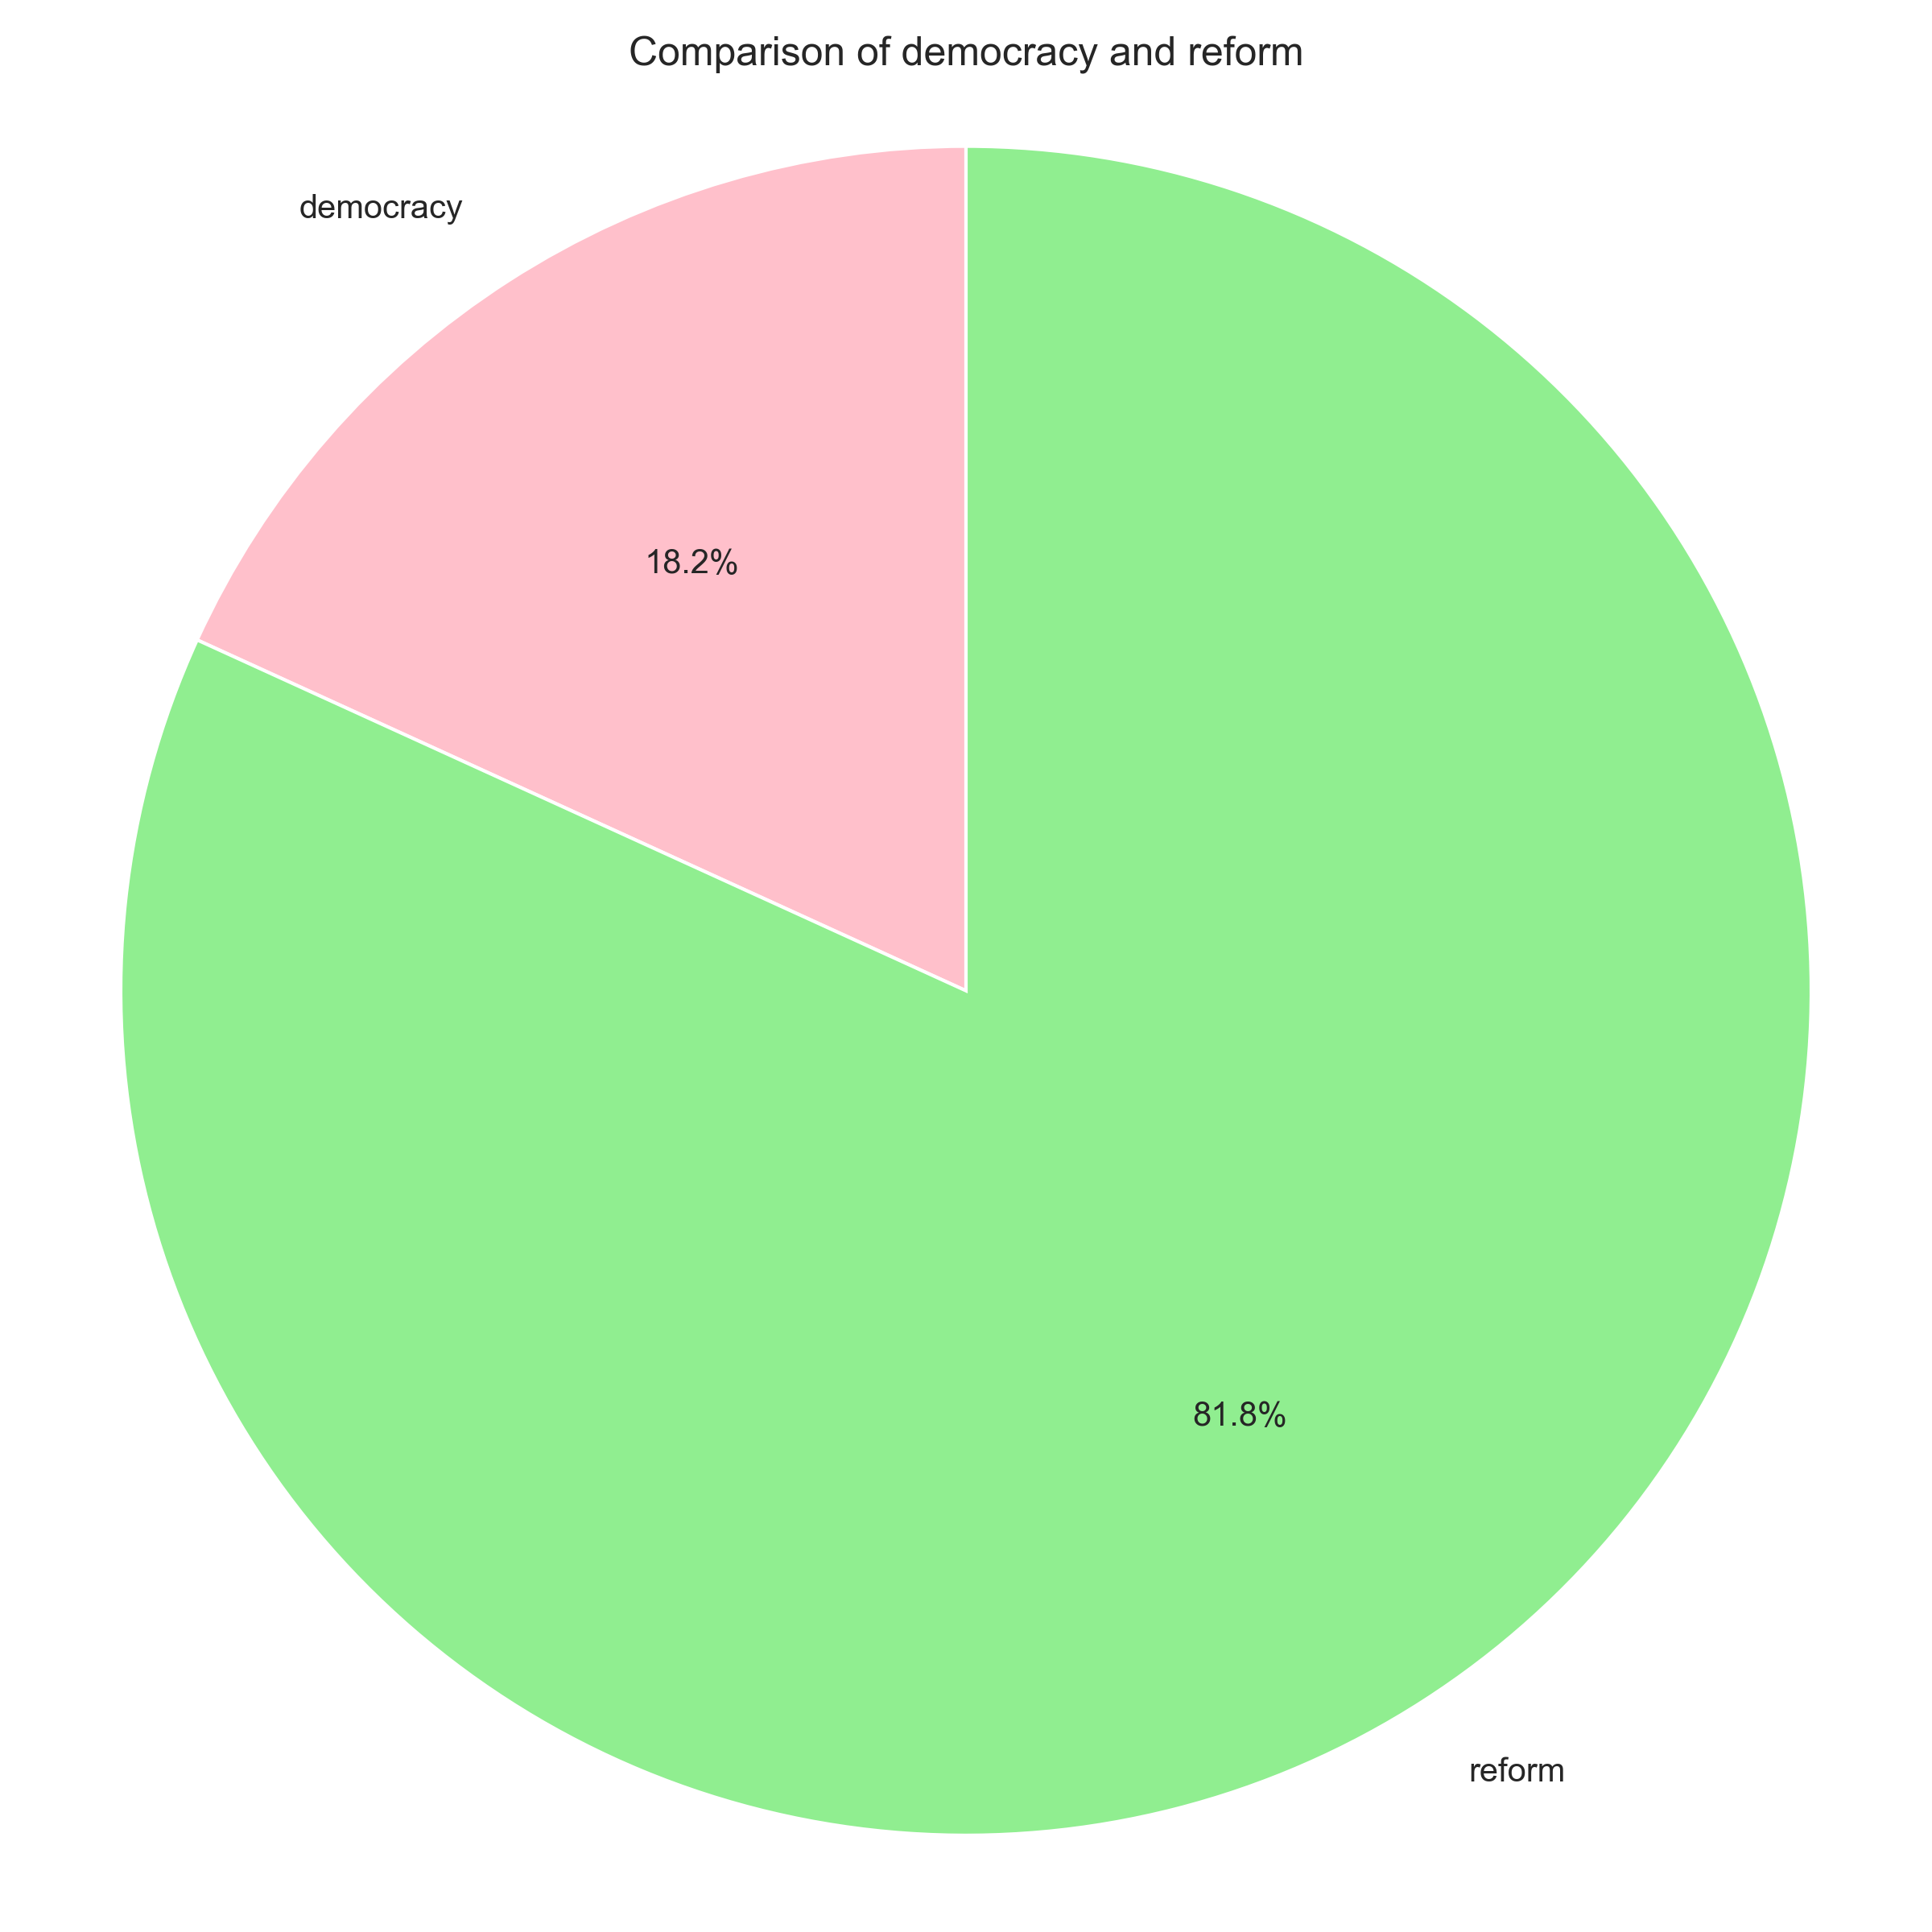 Comparison of democracy and reform
democracy
18.2%
81.8%
reform